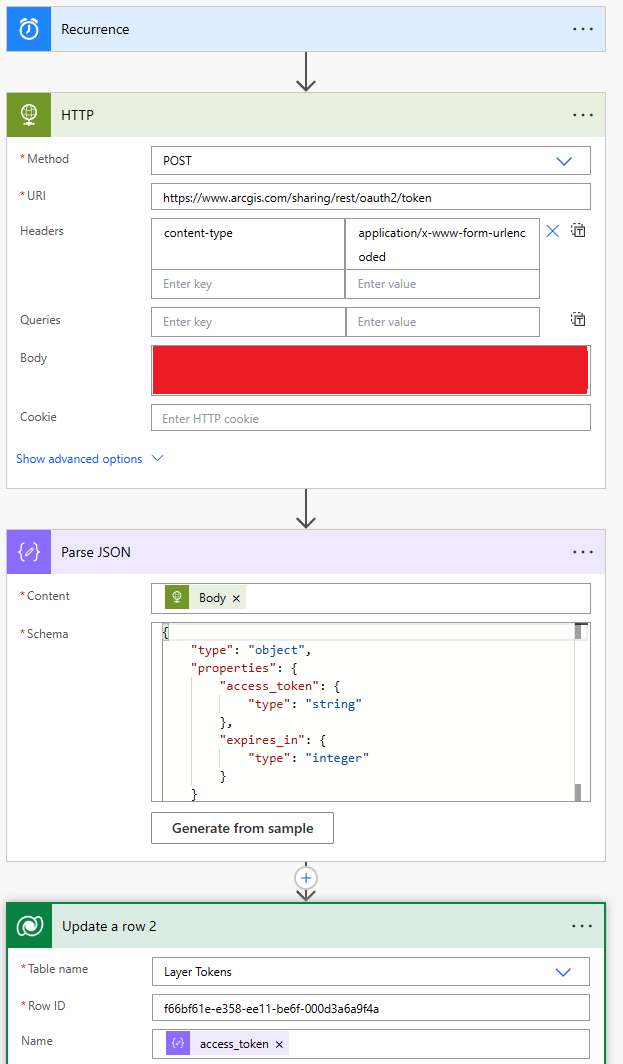 Recurrence
HTTP
* Method
POST
* URI
https://www.arcgis.com/sharing/rest/oauth2/token
Headers
content-type
application/x-www-form-urlenc
oded
Enter key
Enter value
Queries
Enter key
Enter value
Body
Cookie
Enter HTTP cookie
Show advanced options
Parse JSON
* Content
Body ×
* Schema
{
"type": "object",
"properties": {
"access_token": {
"type": "string"
},
"expires_in": {
"type": "integer"
}
}
Generate from sample
Update a row 2
* Table name
Layer Tokens
* Row ID
f66bf61e-e358-ee11-be6f-000d3a6a9f4a
Name
access_token ×